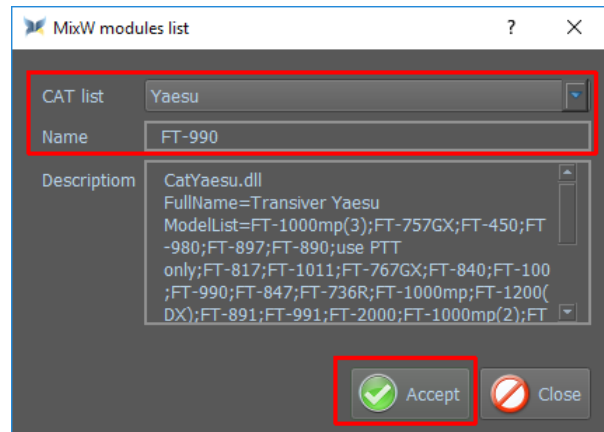 MixW modules list
?
CAT list Yaesu
Name FT-990
Descriptiom CatYaesu.dll
FullName=Transiver Yaesu
ModelList=FT-1000mp(3);FT-757GX;FT-450;FT
-980;FT-897;FT-890;use PTT
only;FT-817;FT-1011;FT-767GX;FT-840;FT-100
;FT-990;FT-847;FT-736R;FT-1000mp;FT-1200(
DX);FT-891;FT-991;FT-2000;FT-1000mp(2);FT
Accept Close